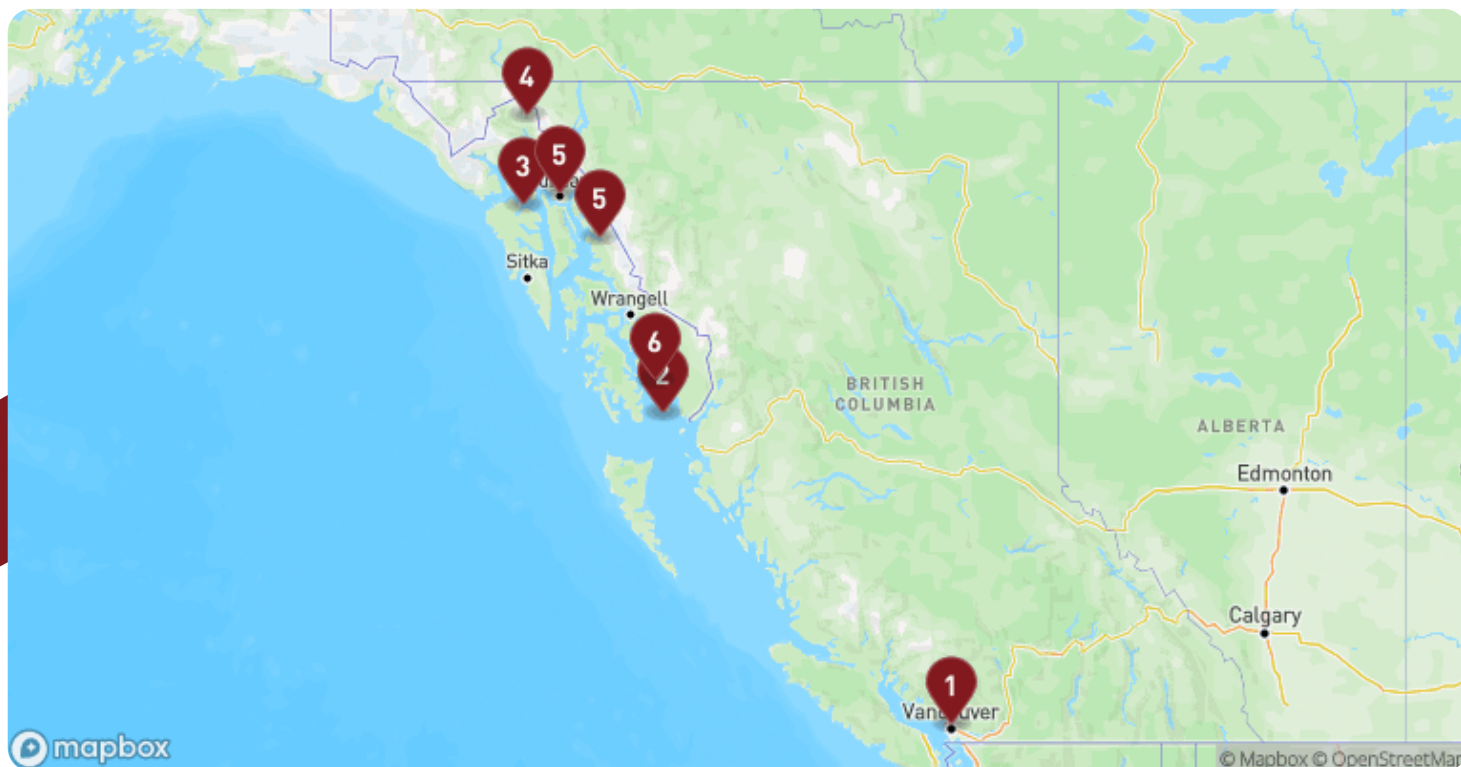 4
5
3
5
Sitka
Wrangell
6
2
BRITISH
COLUMBIA
ALBERTA
Edmonton
Calgary
1
Vancouver
mapbox
© Mapbox © OpenStreetMap